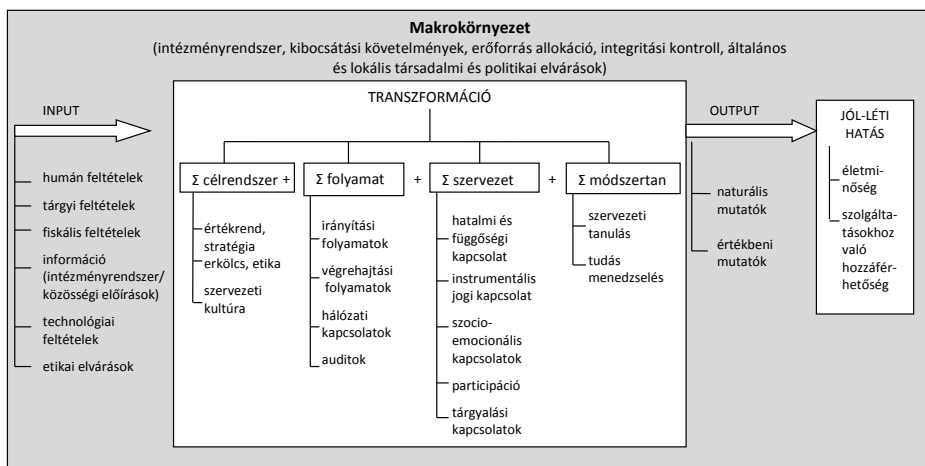 Makrokörnyezet
(intézményrendszer, kibocsátási követelmények, erőforrás allokáció, integritási kontroll, általános
és lokális társadalmi és politikai elvárások)
INPUT
humán feltételek
tárgyi feltételek
fiskális feltételek
információ
(intézményrendszer/
közösségi előírások)
technológiai
feltételek
etikai elvárások
TRANSZFORMÁCIÓ
Σ célrendszer +
értékrend,
stratégia
erkölcs, etika
szervezeti
kultúra
Σ folyamat +
irányítási
folyamatok
végrehajtási
folyamatok
hálózati
kapcsolatok
auditok
Σ szervezet +
hatalmi és
függőségi
kapcsolat
instrumentális
jogi kapcsolat
szocio-
emocionális
kapcsolatok
participáció
tárgyalási
kapcsolatok
Σ módszertan
szervezeti
tanulás
tudás
menedzselés
OUTPUT
naturális
mutatók
értékbeni
mutatók
JÓL-LÉTI
HATÁS
életmi-
nőség
szolgálta-
tásokhoz
való
hozzáfér-
hetőség